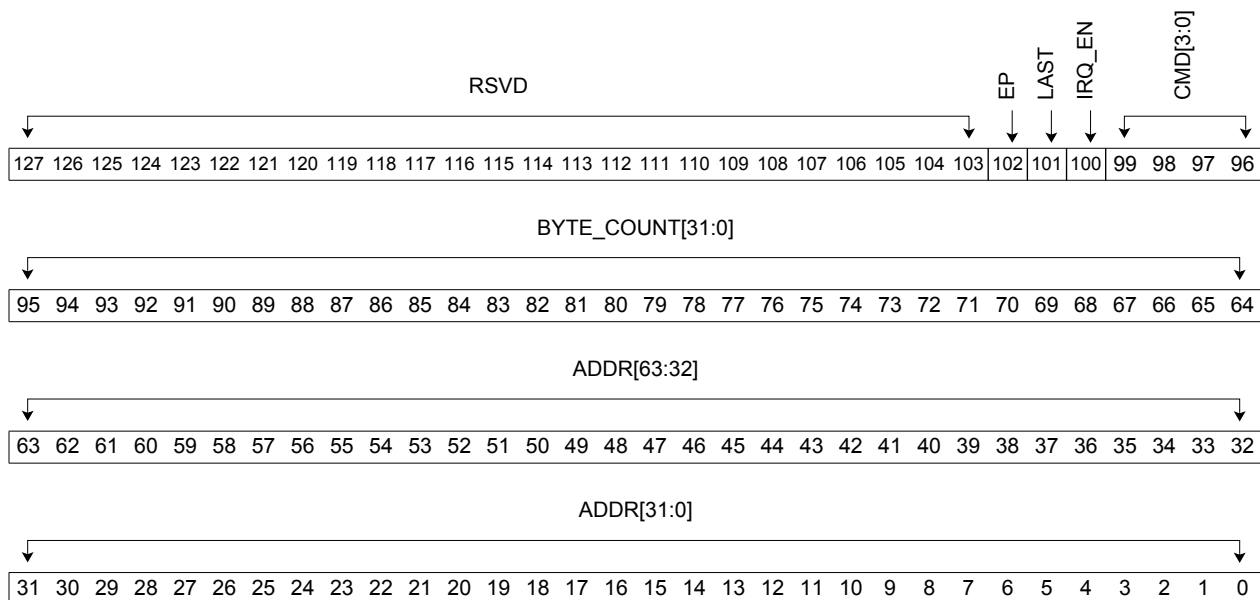 RSVD EP LAST IRQ_EN CMD[3:0]
127 126 125 124 123 122 121 120 119 118 117 116 115 114 113 112 111 110 109 108 107 106 105 104 103 102 101 100 99 98 97 96
BYTE_COUNT[31:0]
95 94 93 92 91 90 89 88 87 86 85 84 83 82 81 80 79 78 77 76 75 74 73 72 71 70 69 68 67 66 65 64
ADDR[63:32]
63 62 61 60 59 58 57 56 55 54 53 52 51 50 49 48 47 46 45 44 43 42 41 40 39 38 37 36 35 34 33 32
ADDR[31:0]
31 30 29 28 27 26 25 24 23 22 21 20 19 18 17 16 15 14 13 12 11 10 9 8 7 6 5 4 3 2 1 0